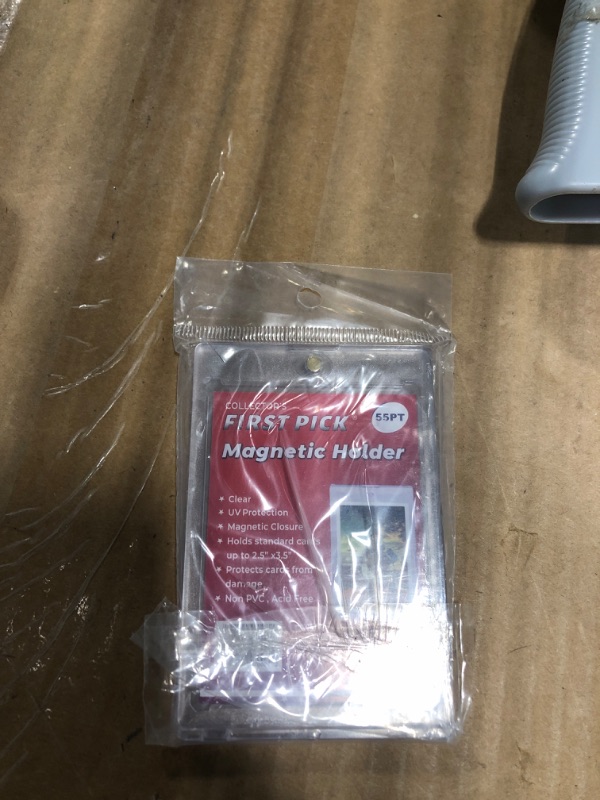 COLLECTOR'S
FIRST PICK
55PT
Magnetic Holder
★ Clear
★ UV Protection
★ Magnetic Closure
★ Holds standard cards
up to 2.5" x3.5"
★ Protects cards from
damage
★ Non PVC, Acid Free